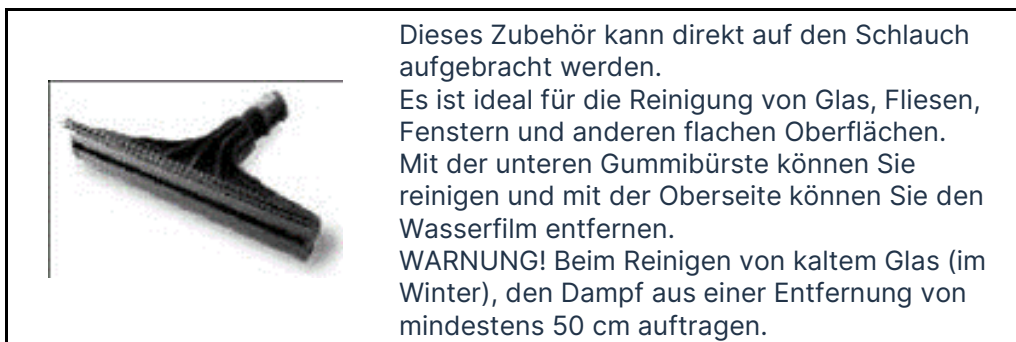 Dieses Zubehör kann direkt auf den Schlauch
aufgebracht werden.
Es ist ideal für die Reinigung von Glas, Fliesen,
Fenstern und anderen flachen Oberflächen.
Mit der unteren Gummibürste können Sie
reinigen und mit der Oberseite können Sie den
Wasserfilm entfernen.
WARNUNG! Beim Reinigen von kaltem Glas (im
Winter), den Dampf aus einer Entfernung von
mindestens 50 cm auftragen.